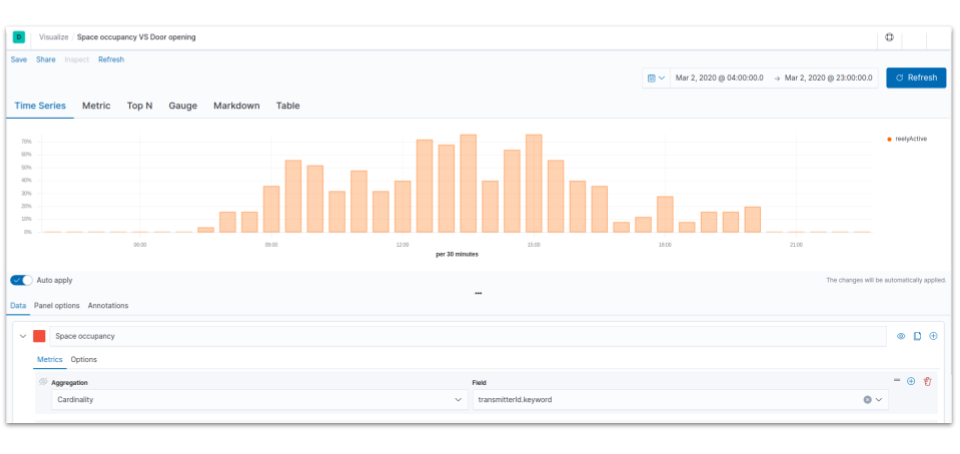 D Visualize / Space occupancy VS Door opening
Save Share Inspect Refresh
Mar 2, 2020 @ 04:00:00.0 → Mar 2, 2020 @ 23:00:00.0 Refresh
Time Series Metric Top N Gauge Markdown Table
reelyActive
70%
60%
50%
40%
30%
20%
10%
0%
06:00 09:00 12:00 15:00 18:00 21:00
per 30 minutes
Auto apply The changes will be automatically applied.
Data Panel options Annotations
Space occupancy
Metrics Options
Aggregation Field
Cardinality transmitterId.keyword